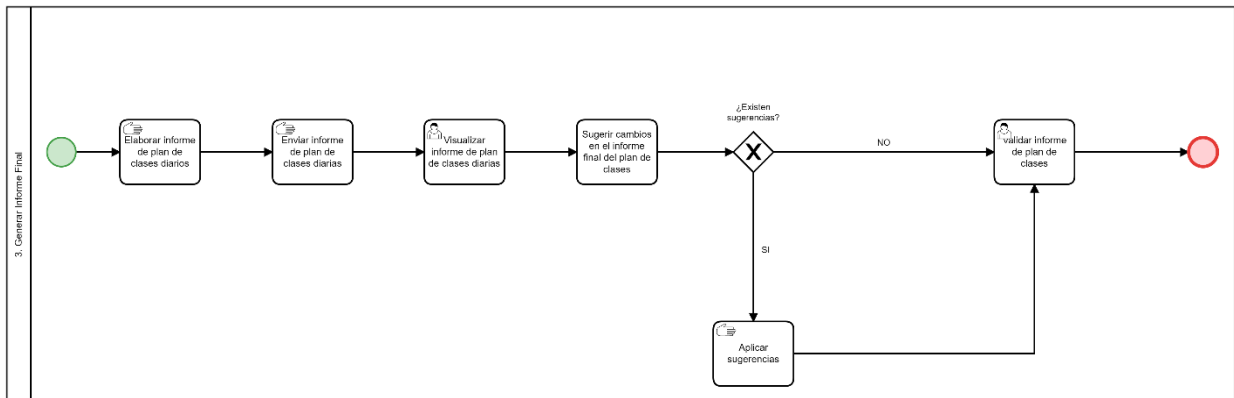 3. Generar Informe Final
Elaborar informe
de plan de
clases diarios
Enviar informe
de plan de
clases diarias
Visualizar
informe de plan
de clases diarias
Sugerir cambios
en el informe
final del plan de
clases
¿Existen
sugerencias?
NO
validar informe
de plan de
clases
SI
Aplicar
sugerencias